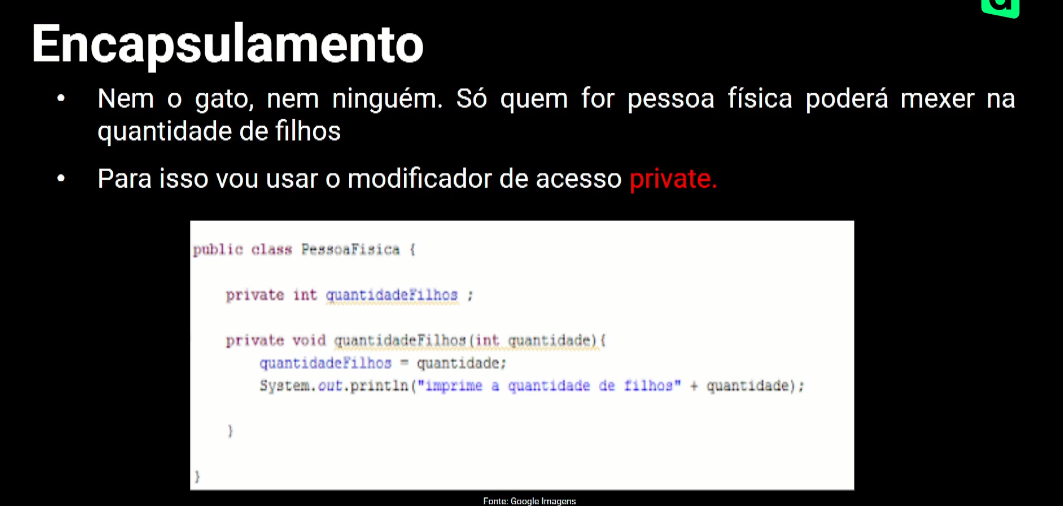 Encapsulamento
• Nem o gato, nem ninguém. Só quem for pessoa física poderá mexer na
quantidade de filhos
• Para isso vou usar o modificador de acesso private.
public class PessoaFisica {
private int quantidadeFilhos ;
private void quantidadeFilhos(int quantidade){
quantidadeFilhos = quantidade;
System.out.println("imprime a quantidade de filhos" + quantidade);
}
}
Fonte: Google Imagens